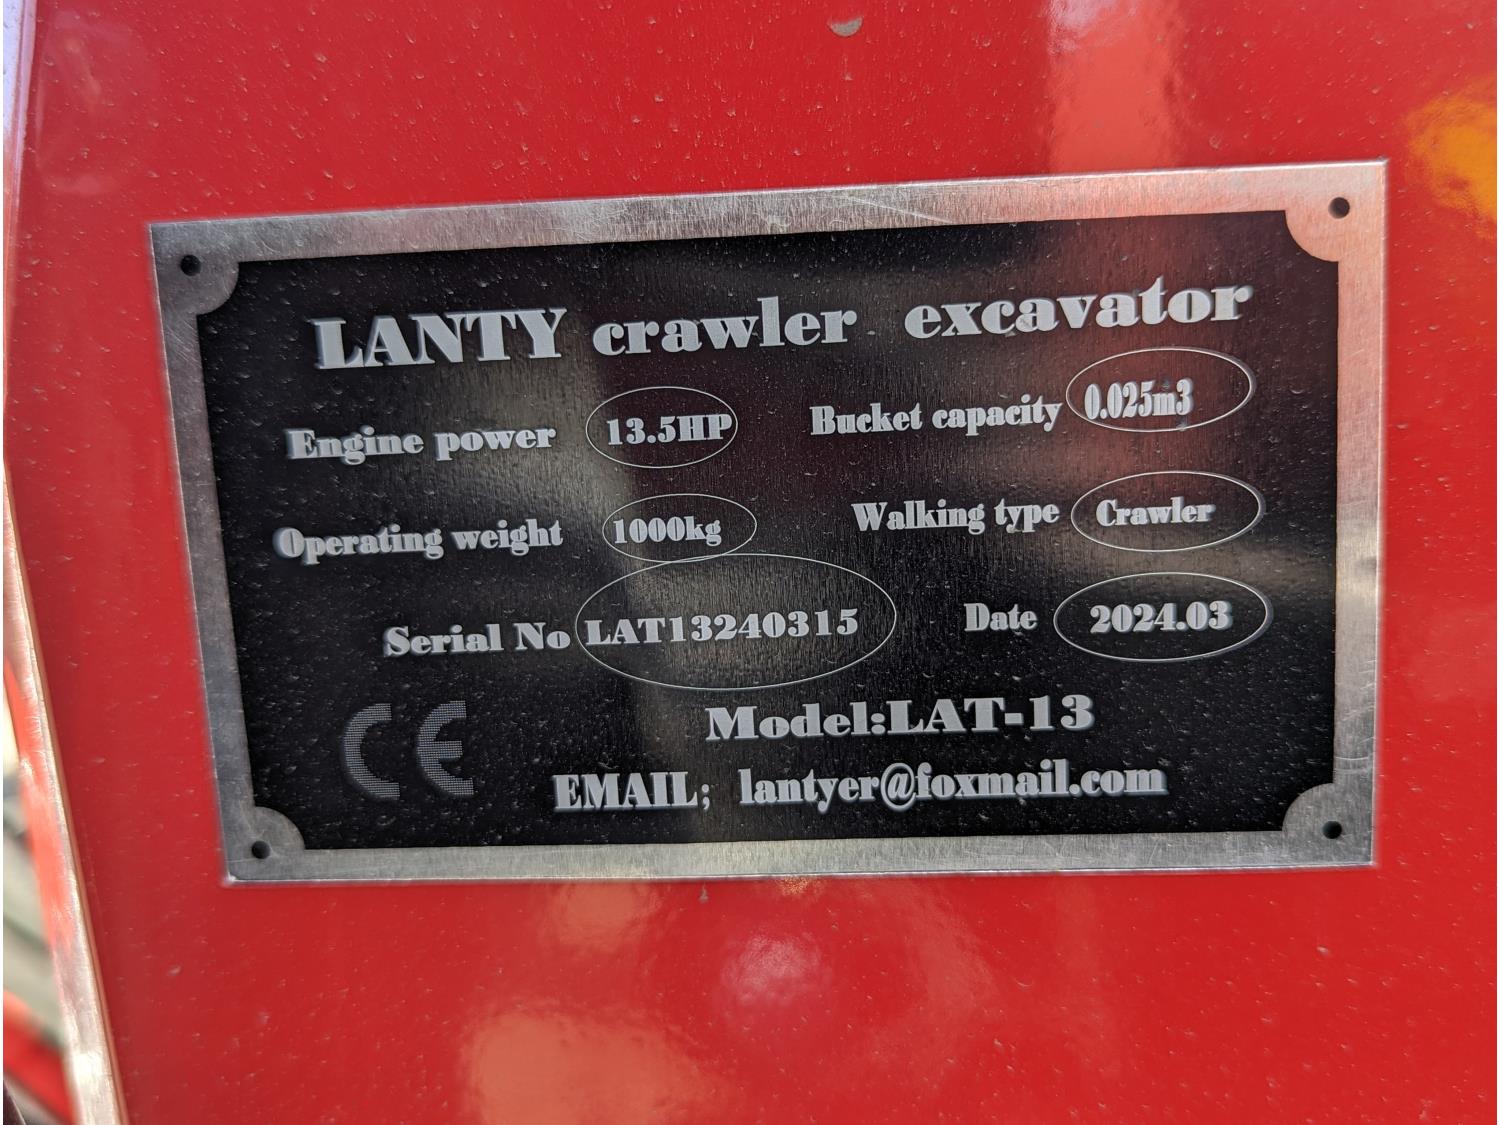 LANTY crawler excavator
Engine power 13.5HP Bucket capacity 0.025m3
Operating weight 1000kg Walking type Crawler
Serial No LAT13240315 Date 2024.03
Model:LAT-13
CE
EMAIL; lantyer@foxmail.com